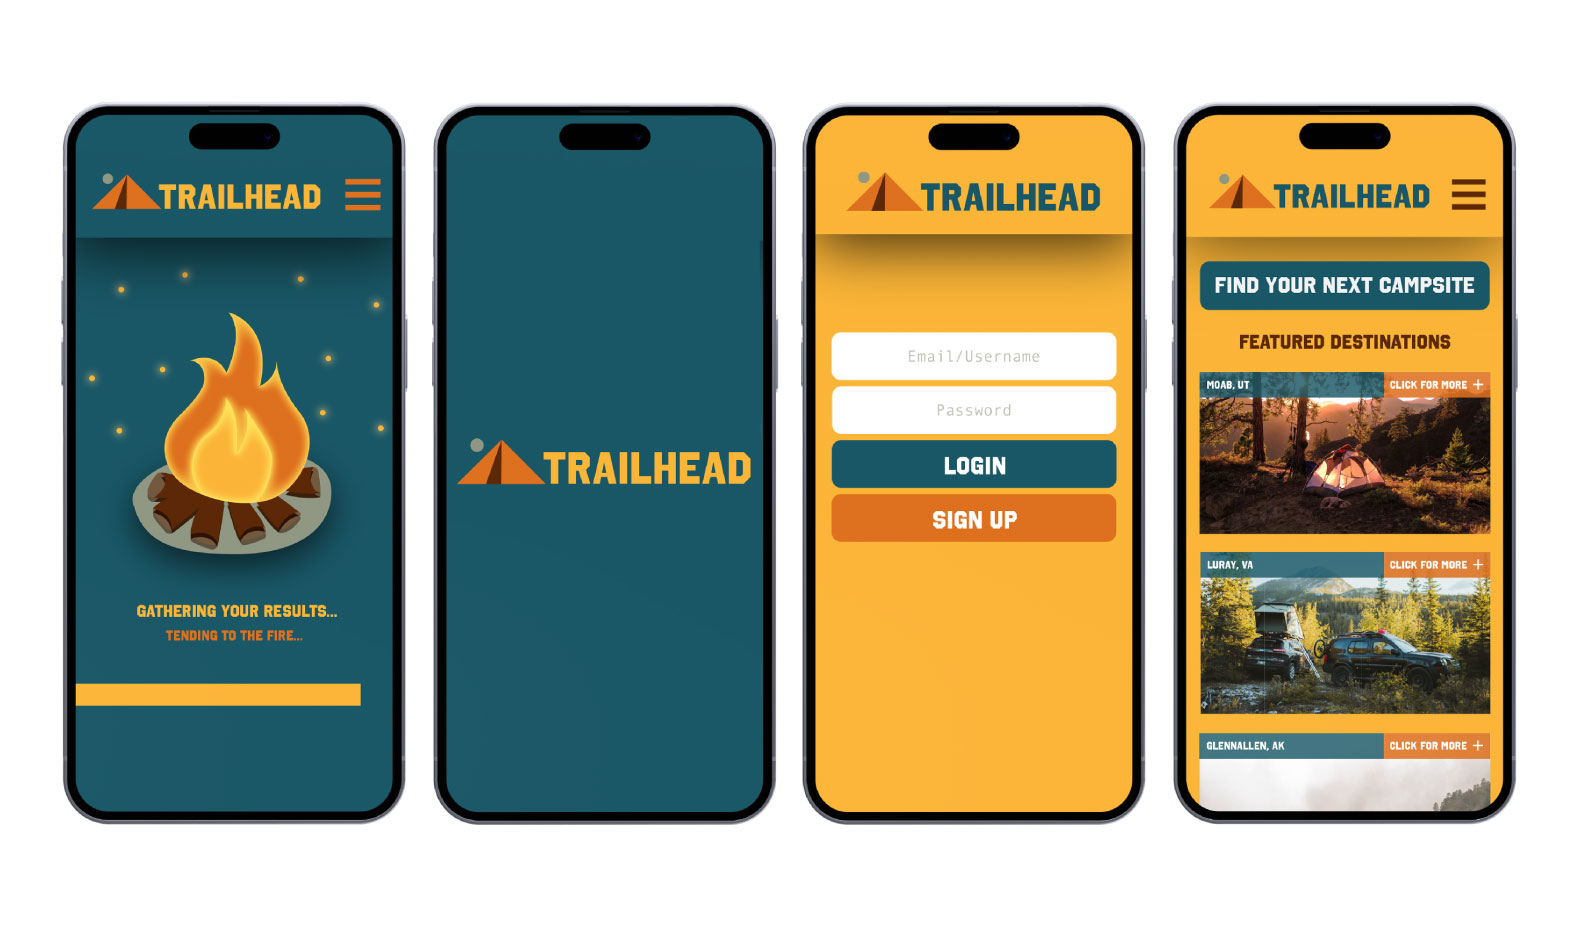 TRAILHEAD
GATHERING YOUR RESULTS...
TENDING TO THE FIRE...
TRAILHEAD
TRAILHEAD
Email/Username
Password
LOGIN
SIGN UP
TRAILHEAD
FIND YOUR NEXT CAMPSITE
FEATURED DESTINATIONS
MOAB, UT CLICK FOR MORE +
LURAY, VA CLICK FOR MORE +
GLENNALLEN, AK CLICK FOR MORE +